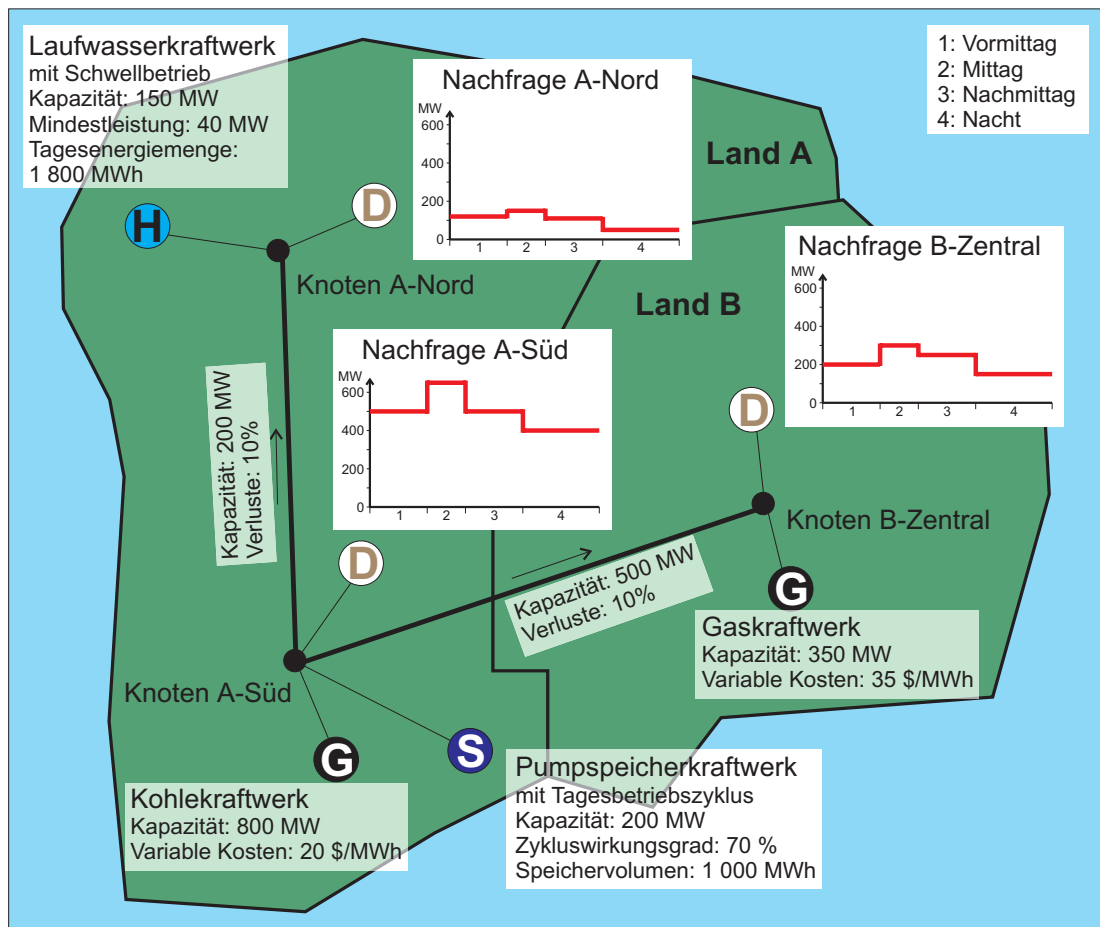 Laufwasserkraftwerk
mit Schwellbetrieb
Kapazität: 150 MW
Mindestleistung: 40 MW
Tagesenergiemenge:
1 800 MWh
1: Vormittag
2: Mittag
3: Nachmittag
4: Nacht
Nachfrage A-Nord
MW
600
400
200
0
1 2 3 4
Land A
H
D
Knoten A-Nord
Nachfrage B-Zentral
MW
600
400
200
0
1 2 3 4
Land B
Nachfrage A-Süd
MW
600
400
200
0
1 2 3 4
Kapazität: 200 MW
Verluste: 10%
D
Knoten B-Zentral
D
Kapazität: 500 MW
Verluste: 10%
G
Gaskraftwerk
Kapazität: 350 MW
Variable Kosten: 35 $/MWh
Knoten A-Süd
G
S
Kohlekraftwerk
Kapazität: 800 MW
Variable Kosten: 20 $/MWh
Pumpspeicherkraftwerk
mit Tagesbetriebszyklus
Kapazität: 200 MW
Zykluswirkungsgrad: 70 %
Speichervolumen: 1 000 MWh